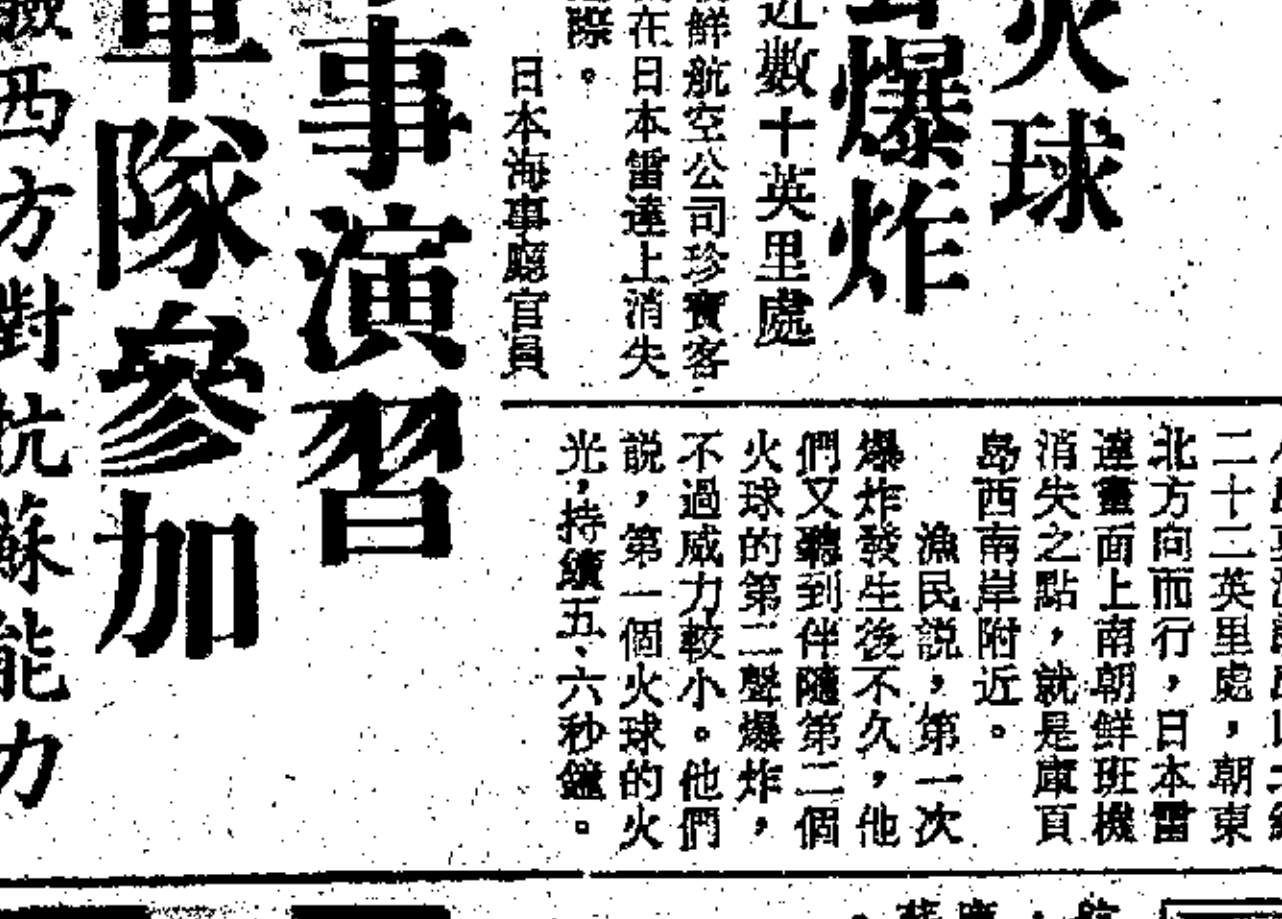 火球
爆炸
近數十英里處
朝鮮航空公司珍寶客
在日本雷達上消失
際。
日本海事廳官員
二十二英里處，朝東
北方向而行，日本雷
達畫面上南朝鮮班機
消失之點，就是庫頁
島西南岸附近。
漁民説，第一次
爆炸發生後不久，他
們又聽到伴隨第二個
火球的第二聲爆炸，
不過威力較小。他們
説，第一個火球的火
光，持續五、六秒鐘。
事演習
軍隊參加
西方對抗蘇能力